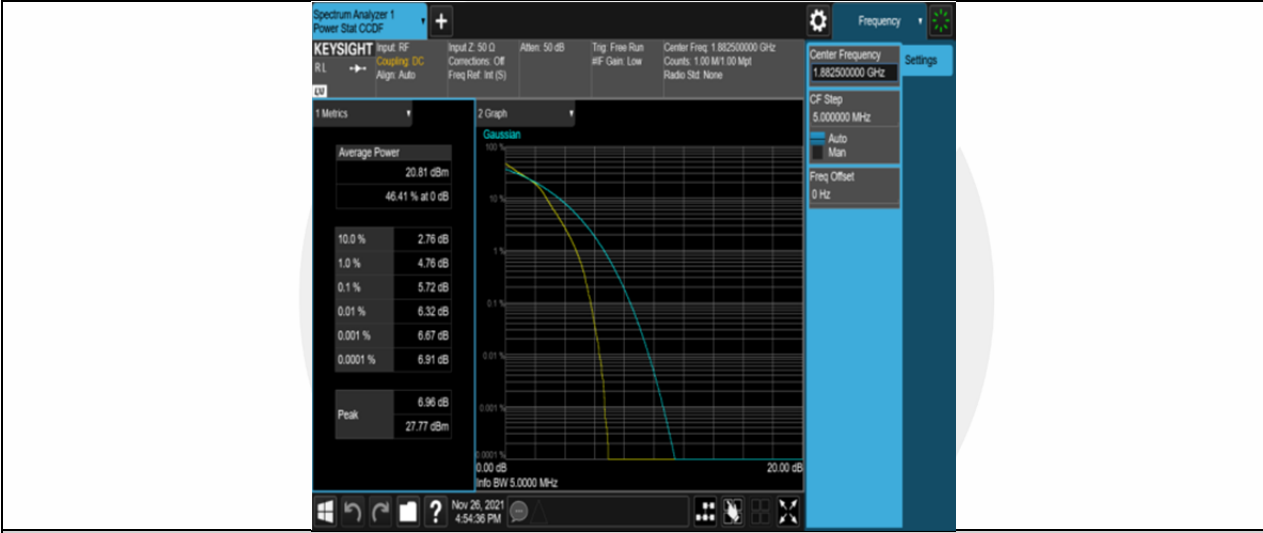 Spectrum Analyzer 1
Power Stat CCDF
+
Frequency
KEYSIGHT
RL
LV
Input: RF
Coupling: DC
Align: Auto
Input Z: 50 Ω
Corrections: Off
Freq Ref: Int (S)
Atten: 50 dB
Trig: Free Run
#IF Gain: Low
Center Freq: 1.882500000 GHz
Counts: 1.00 M/1.00 Mpt
Radio Std: None
Center Frequency
1.882500000 GHz
Settings
CF Step
5.000000 MHz
Auto
Man
Freq Offset
0 Hz
1 Metrics
Average Power
20.81 dBm
46.41 % at 0 dB
10.0 % 2.76 dB
1.0 % 4.76 dB
0.1 % 5.72 dB
0.01 % 6.32 dB
0.001 % 6.67 dB
0.0001 % 6.91 dB
Peak
6.96 dB
27.77 dBm
2 Graph
Gaussian
100 %
10 %
1 %
0.1 %
0.01 %
0.001 %
0.0001 %
0.00 dB 20.00 dB
Info BW 5.0000 MHz
?
Nov 26, 2021
4:54:36 PM